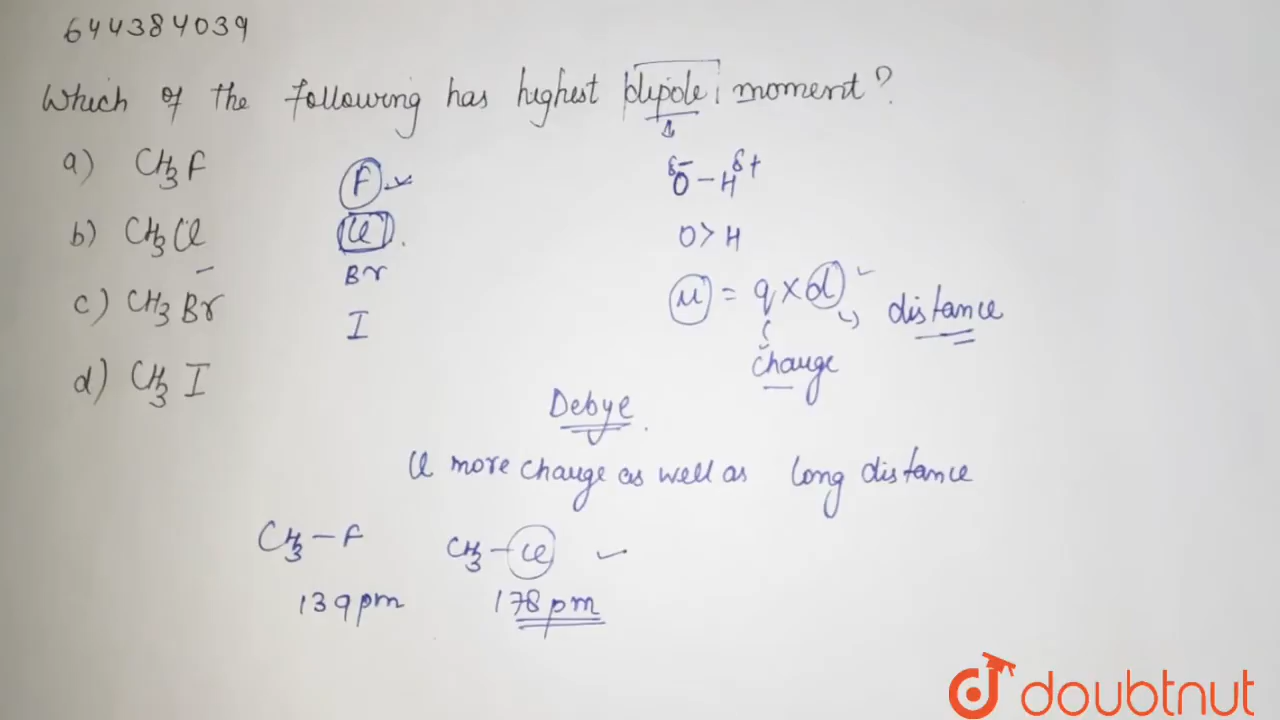 644384039
Which of the following has highest dipole moment?
a) CH3F
b) CH3Cl
c) CH3Br
d) CH3I
F
Cl
Br
I
δ- δ+
O-H
O>H
μ = q×d
distance
charge
Debye
Cl more charge as well as long distance
CH3-F
139pm
CH3-Cl
178pm
doubtnut